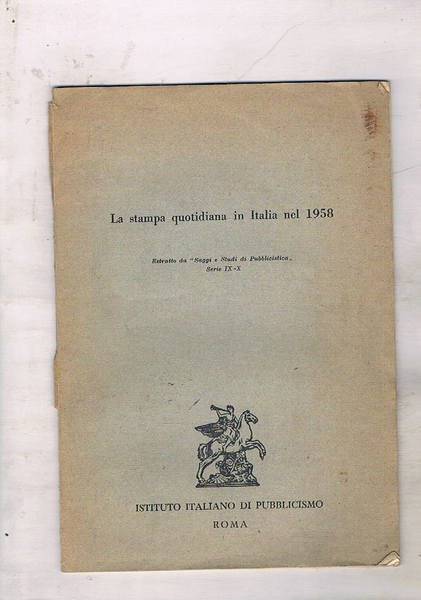 La stampa quotidiana in Italia nel 1958
Estratto da "Saggi e Studi di Pubblicistica„
Serie IX-X
ISTITUTO ITALIANO DI PUBBLICISMO
ROMA